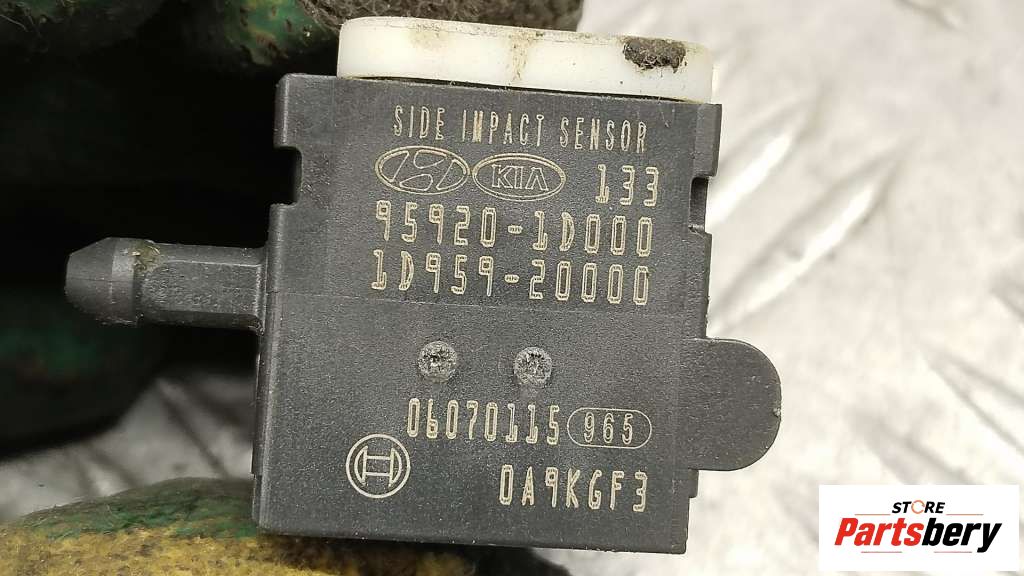 SIDE IMPACT SENSOR
KIA 133
95920-1D000
1D959-20000
06070115 965
0A9KGF3
STORE
Partsbery